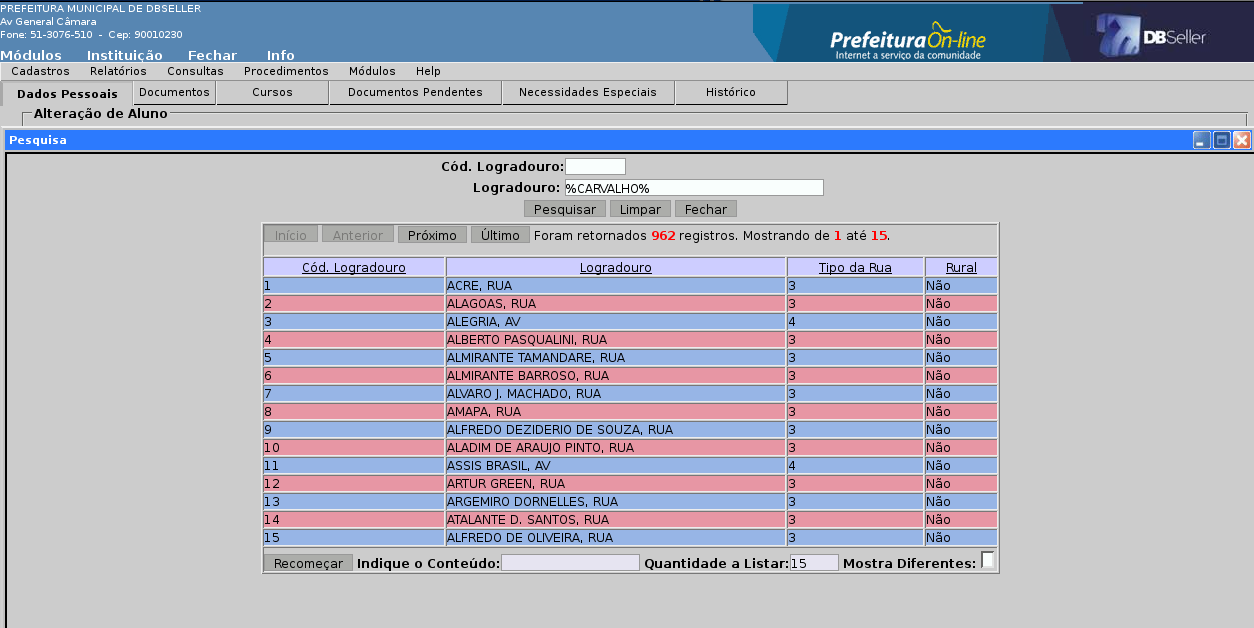 PREFEITURA MUNICIPAL DE DBSELLER
Av General Câmara
Fone: 51-3076-510 - Cep: 90010230
Prefeitura On-line
Internet a serviço da comunidade
DBSeller
Módulos Instituição Fechar Info
Cadastros Relatórios Consultas Procedimentos Módulos Help
Dados Pessoais Documentos Cursos Documentos Pendentes Necessidades Especiais Histórico
Alteração de Aluno
Pesquisa
Cód. Logradouro:
Logradouro: %CARVALHO%
Pesquisar Limpar Fechar
Início Anterior Próximo Último Foram retornados 962 registros. Mostrando de 1 até 15.
Cód. Logradouro Logradouro Tipo da Rua Rural
1 ACRE, RUA 3 Não
2 ALAGOAS, RUA 3 Não
3 ALEGRIA, AV 4 Não
4 ALBERTO PASQUALINI, RUA 3 Não
5 ALMIRANTE TAMANDARE, RUA 3 Não
6 ALMIRANTE BARROSO, RUA 3 Não
7 ALVARO J. MACHADO, RUA 3 Não
8 AMAPA, RUA 3 Não
9 ALFREDO DEZIDERIO DE SOUZA, RUA 3 Não
10 ALADIM DE ARAUJO PINTO, RUA 3 Não
11 ASSIS BRASIL, AV 4 Não
12 ARTUR GREEN, RUA 3 Não
13 ARGEMIRO DORNELLES, RUA 3 Não
14 ATALANTE D. SANTOS, RUA 3 Não
15 ALFREDO DE OLIVEIRA, RUA 3 Não
Recomeçar Indique o Conteúdo: Quantidade a Listar: 15 Mostra Diferentes: